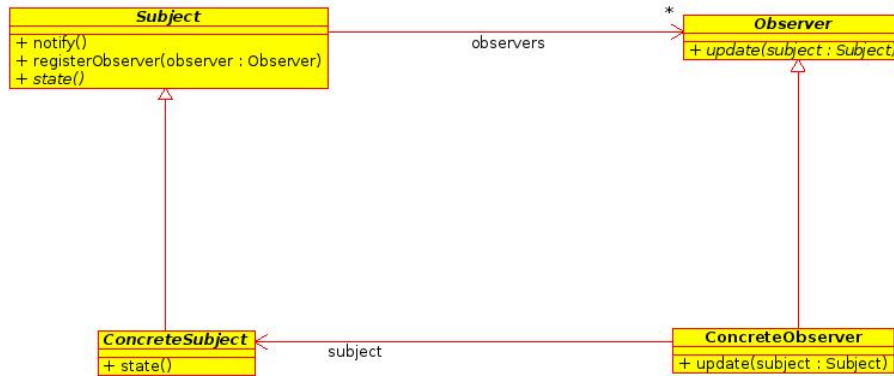 Subject
+ notify()
+ registerObserver(observer : Observer)
+ state()
observers
*
Observer
+ update(subject : Subject)
ConcreteSubject
+ state()
subject
ConcreteObserver
+ update(subject : Subject)